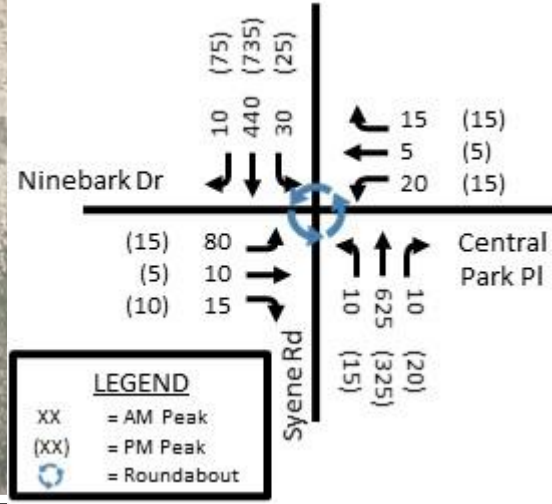 (75) (735) (25)
10 440 30
15 (15)
5 (5)
20 (15)
Ninebark Dr
(15) 80
(5) 10
(10) 15
Central
Park Pl
10 625 10
(15) (325) (20)
Syene Rd
LEGEND
XX = AM Peak
(XX) = PM Peak
= Roundabout